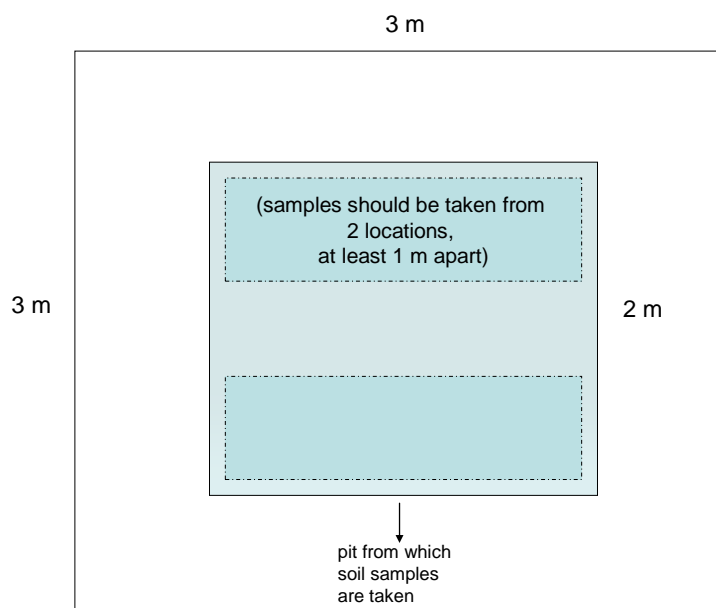 3 m
(samples should be taken from
2 locations,
at least 1 m apart)
3 m
2 m
pit from which
soil samples
are taken